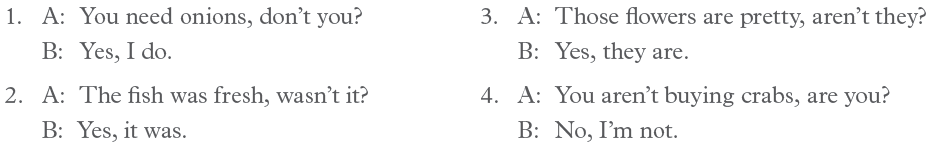 1. A: You need onions, don’t you?
B: Yes, I do.
2. A: The fish was fresh, wasn’t it?
B: Yes, it was.
3. A: Those flowers are pretty, aren’t they?
B: Yes, they are.
4. A: You aren’t buying crabs, are you?
B: No, I’m not.